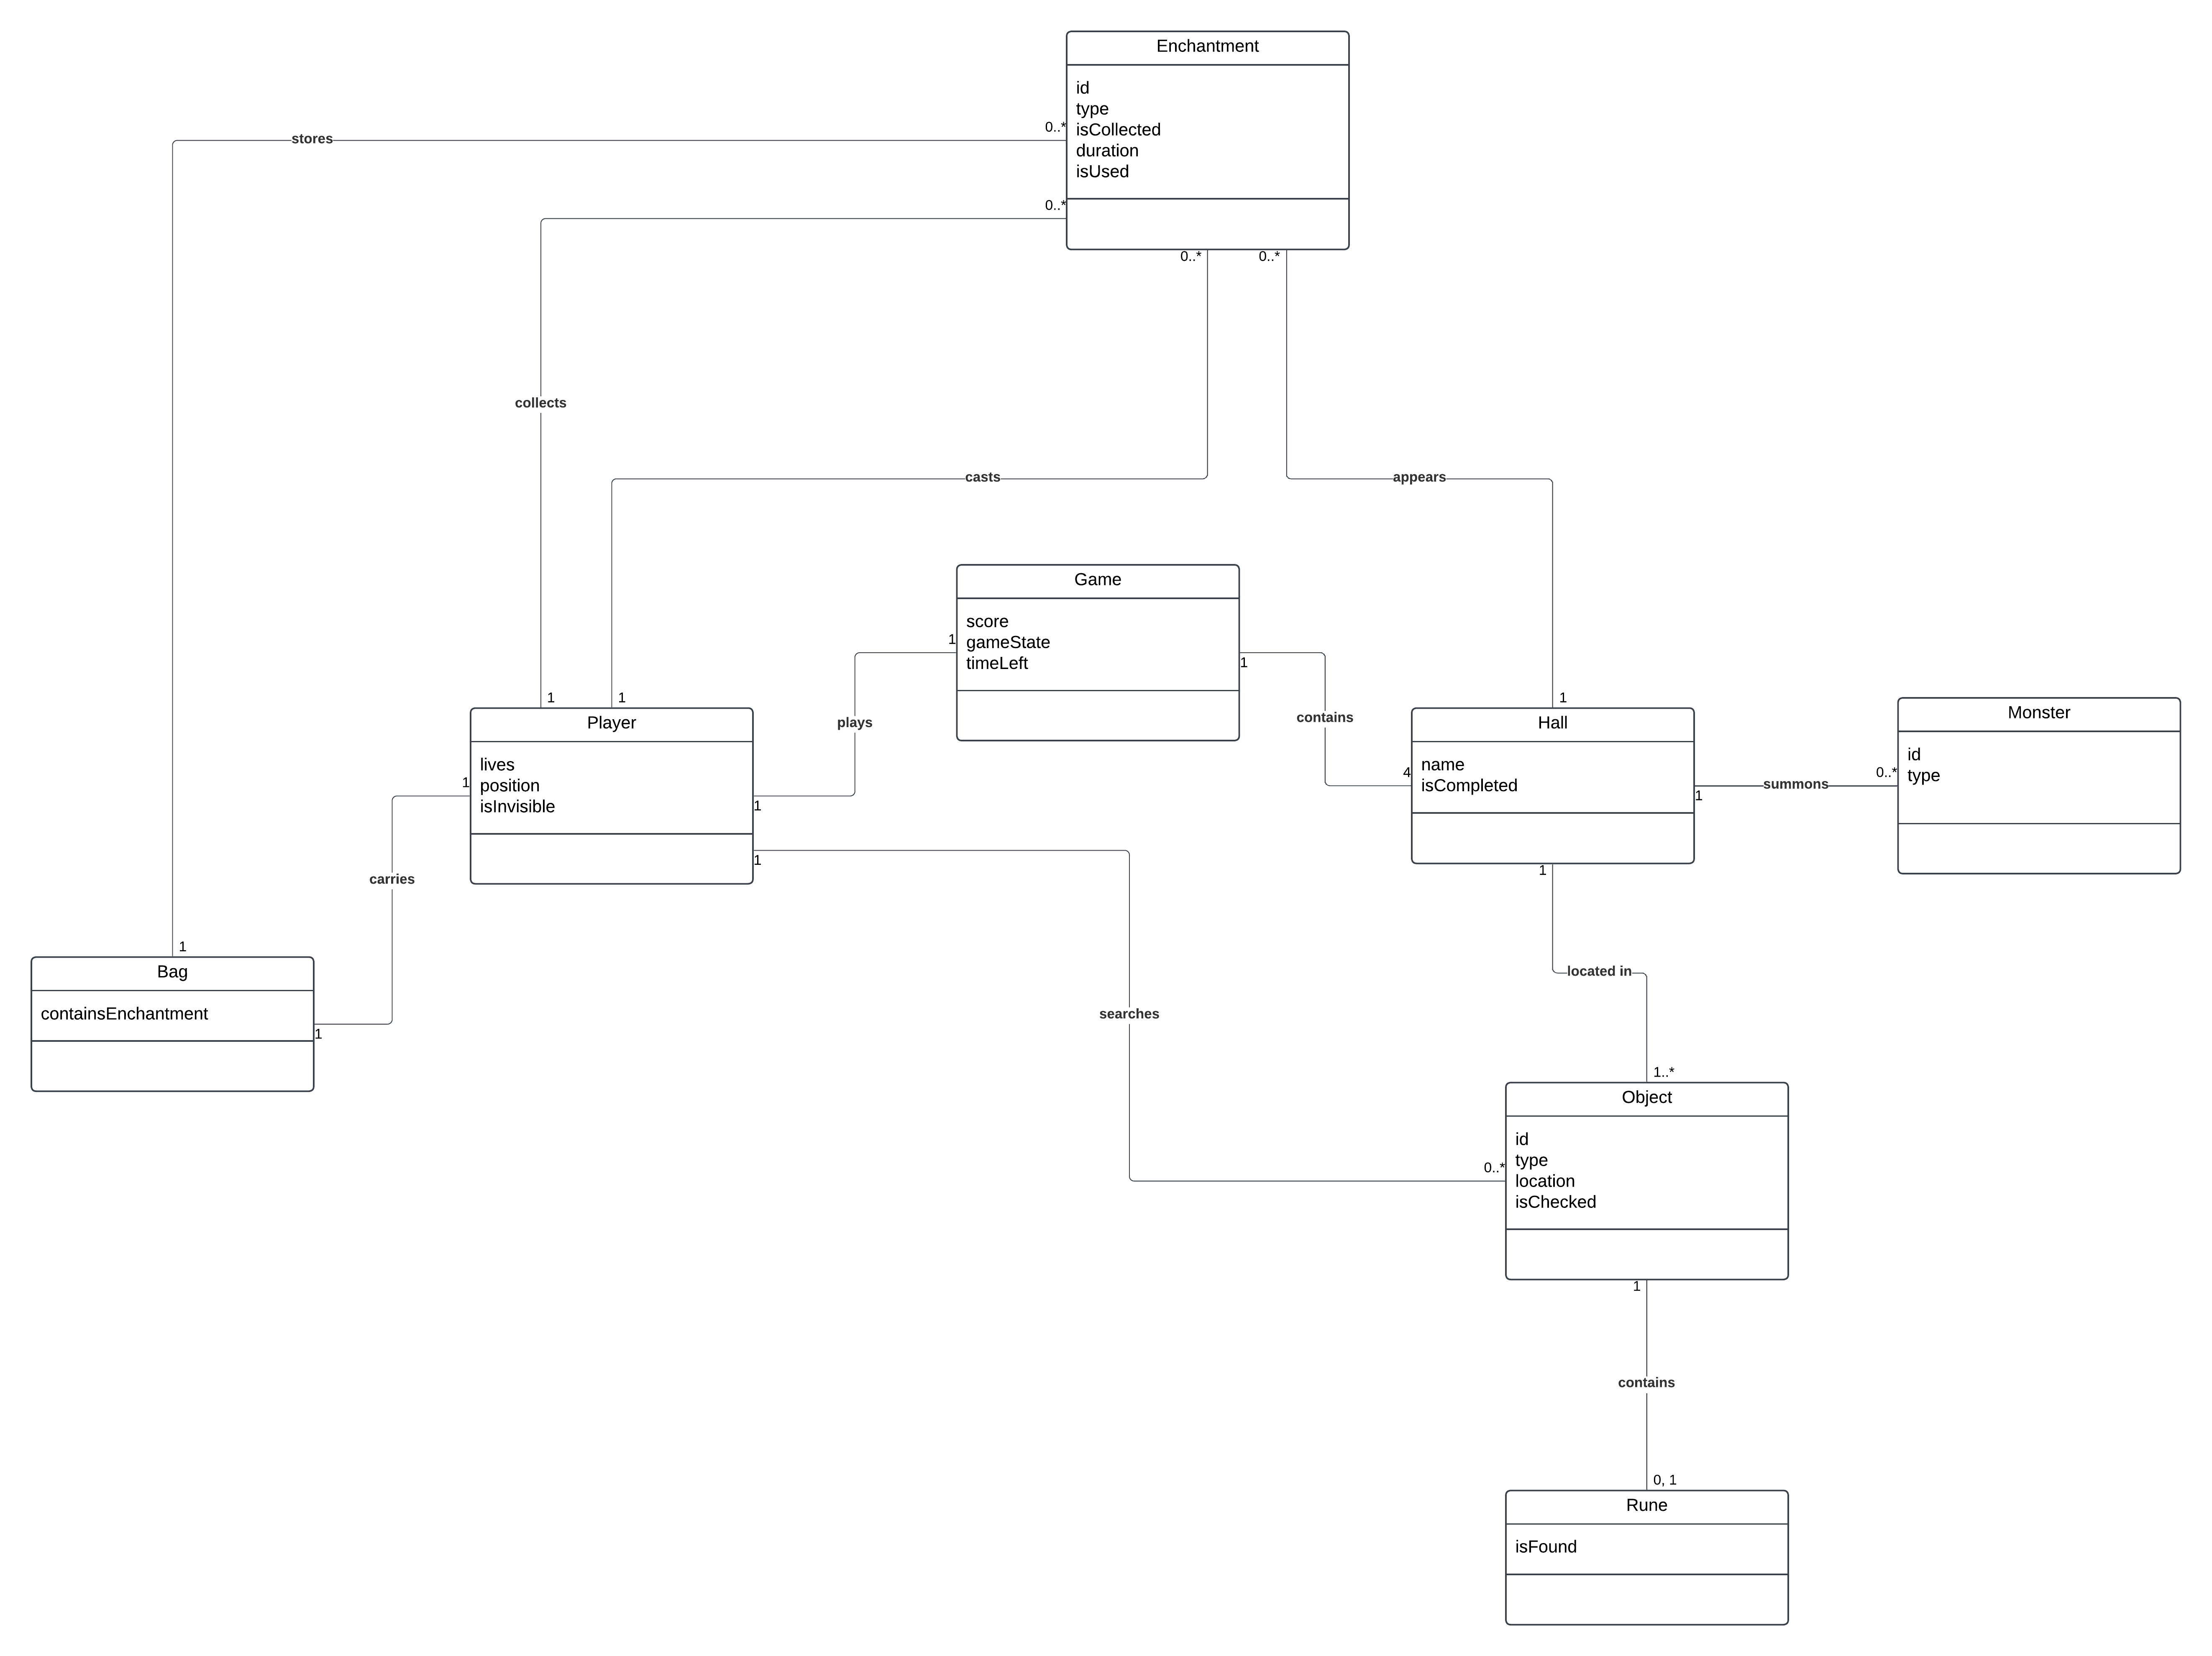 Enchantment
id
type
isCollected
duration
isUsed
0..*
stores
0..*
0..*
0..*
collects
casts
appears
Game
score
gameState
timeLeft
1
1
plays
contains
1
1
Player
lives
position
isInvisible
1
1
1
1
Hall
name
isCompleted
4
1
1
summons
Monster
id
type
0..*
carries
1
Bag
containsEnchantment
1
located in
searches
1..*
Object
id
type
location
isChecked
0..*
1
contains
0, 1
Rune
isFound